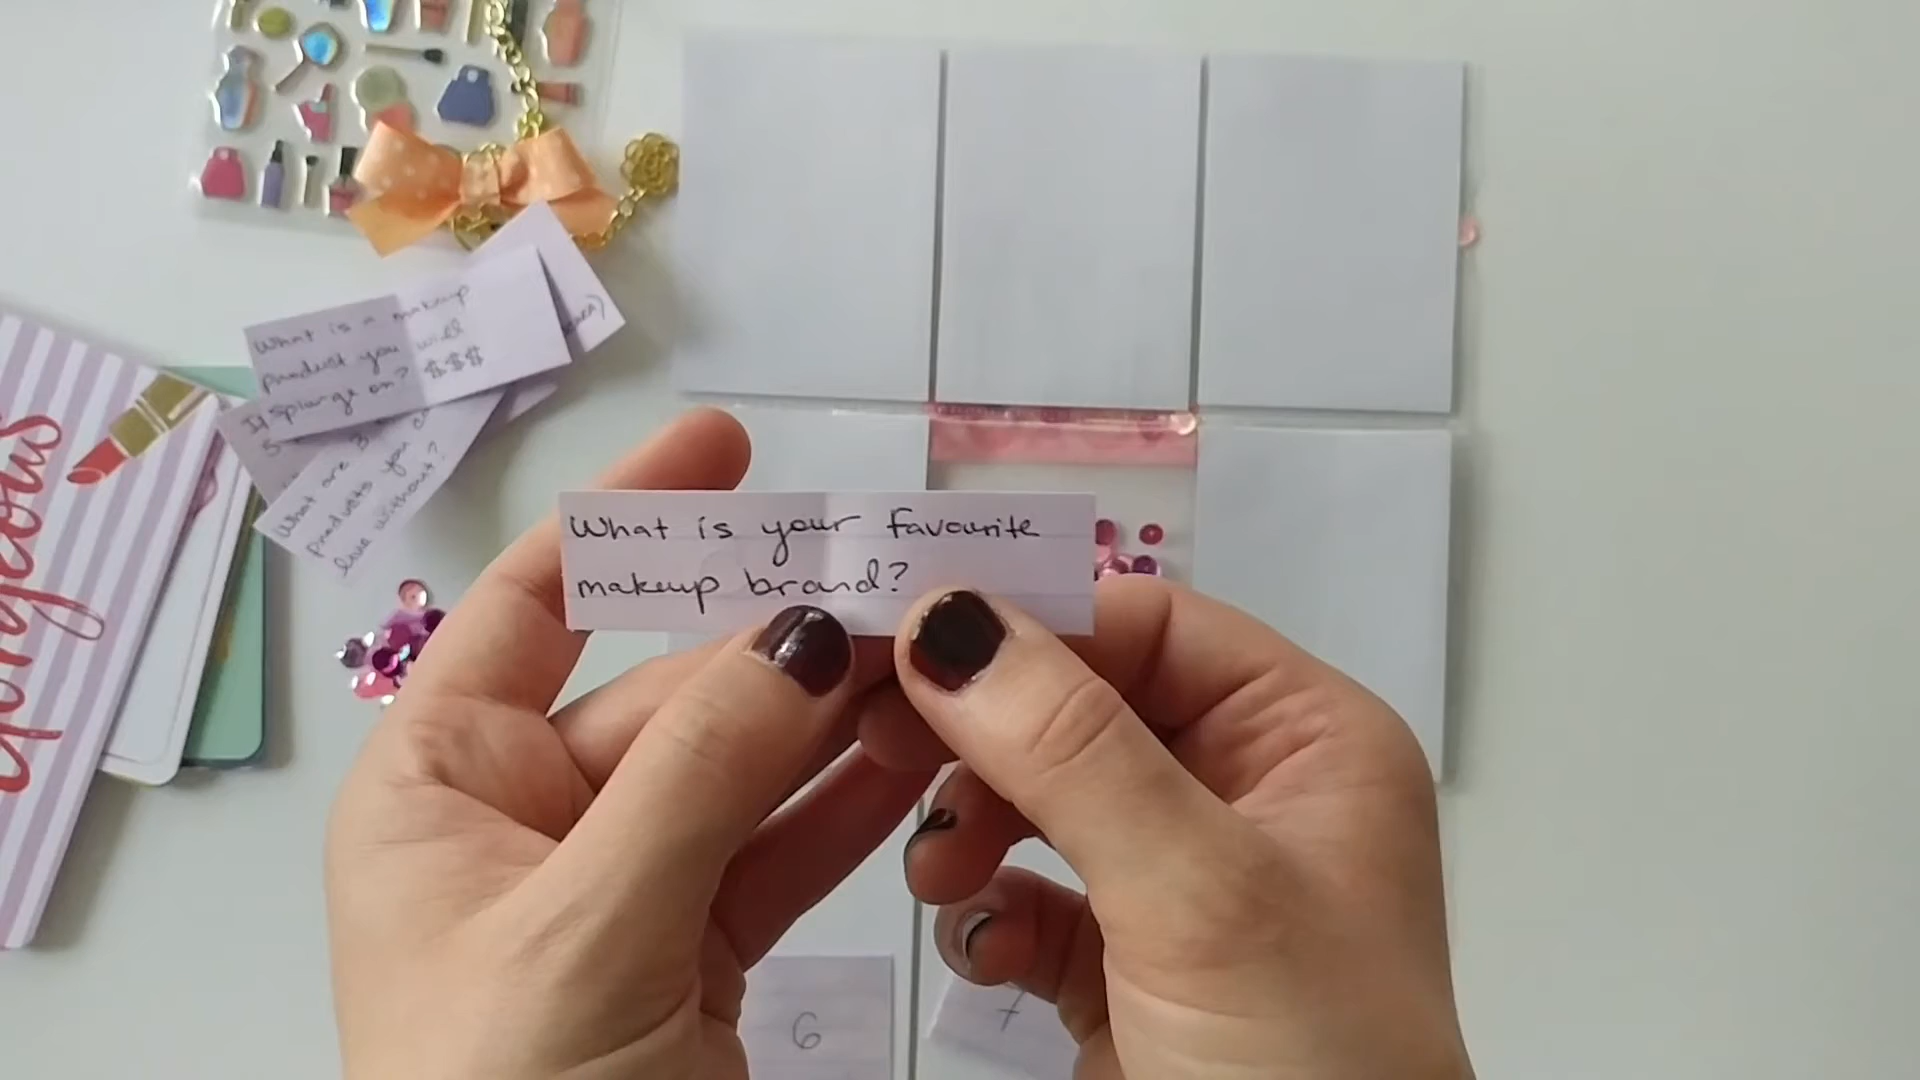 What is a makeup
product you will
splurge on? $$$
What are 3
products you
live without?
Gorgeous
What is your favourite
makeup brand?
6
7